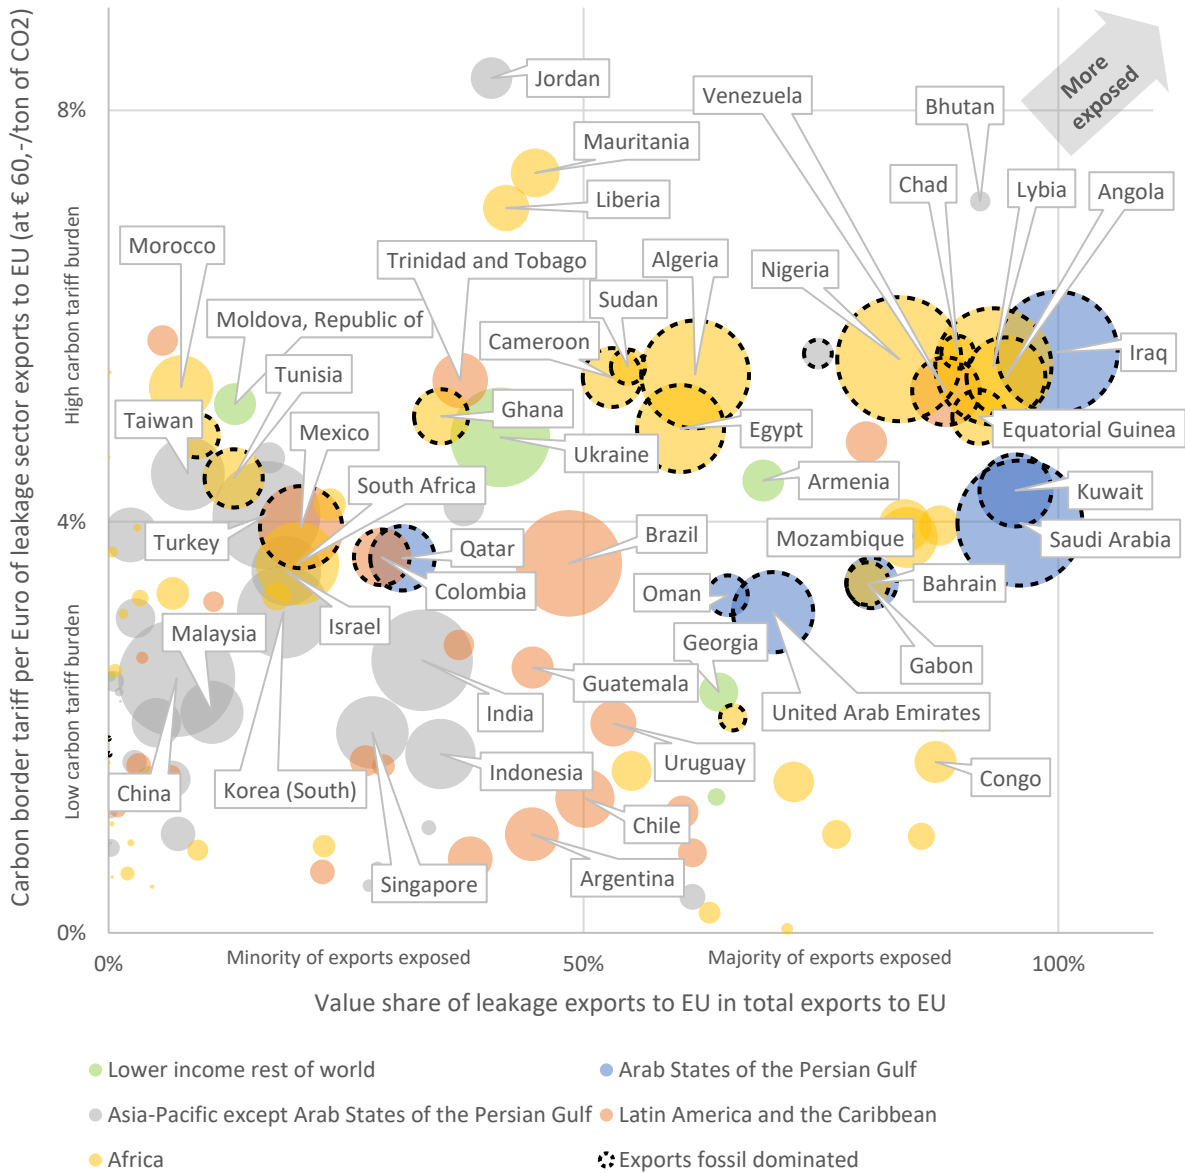 Carbon border tariff per Euro of leakage sector exports to EU (at € 60,-/ton of CO2)
High carbon tariff burden
Low carbon tariff burden
8%
4%
0%
More
exposed
Jordan
Venezuela
Bhutan
Mauritania
Chad
Lybia
Angola
Liberia
Morocco
Trinidad and Tobago
Algeria
Nigeria
Sudan
Moldova, Republic of
Cameroon
Iraq
Tunisia
Taiwan
Ghana
Mexico
Egypt
Equatorial Guinea
Ukraine
South Africa
Armenia
Kuwait
Turkey
Qatar
Brazil
Mozambique
Saudi Arabia
Colombia
Oman
Bahrain
Israel
Malaysia
Georgia
Gabon
Guatemala
India
United Arab Emirates
Uruguay
Indonesia
Congo
China
Korea (South)
Chile
Singapore
Argentina
0%
Minority of exports exposed
50%
Majority of exports exposed
100%
Value share of leakage exports to EU in total exports to EU
Lower income rest of world
Arab States of the Persian Gulf
Asia-Pacific except Arab States of the Persian Gulf
Latin America and the Caribbean
Africa
Exports fossil dominated